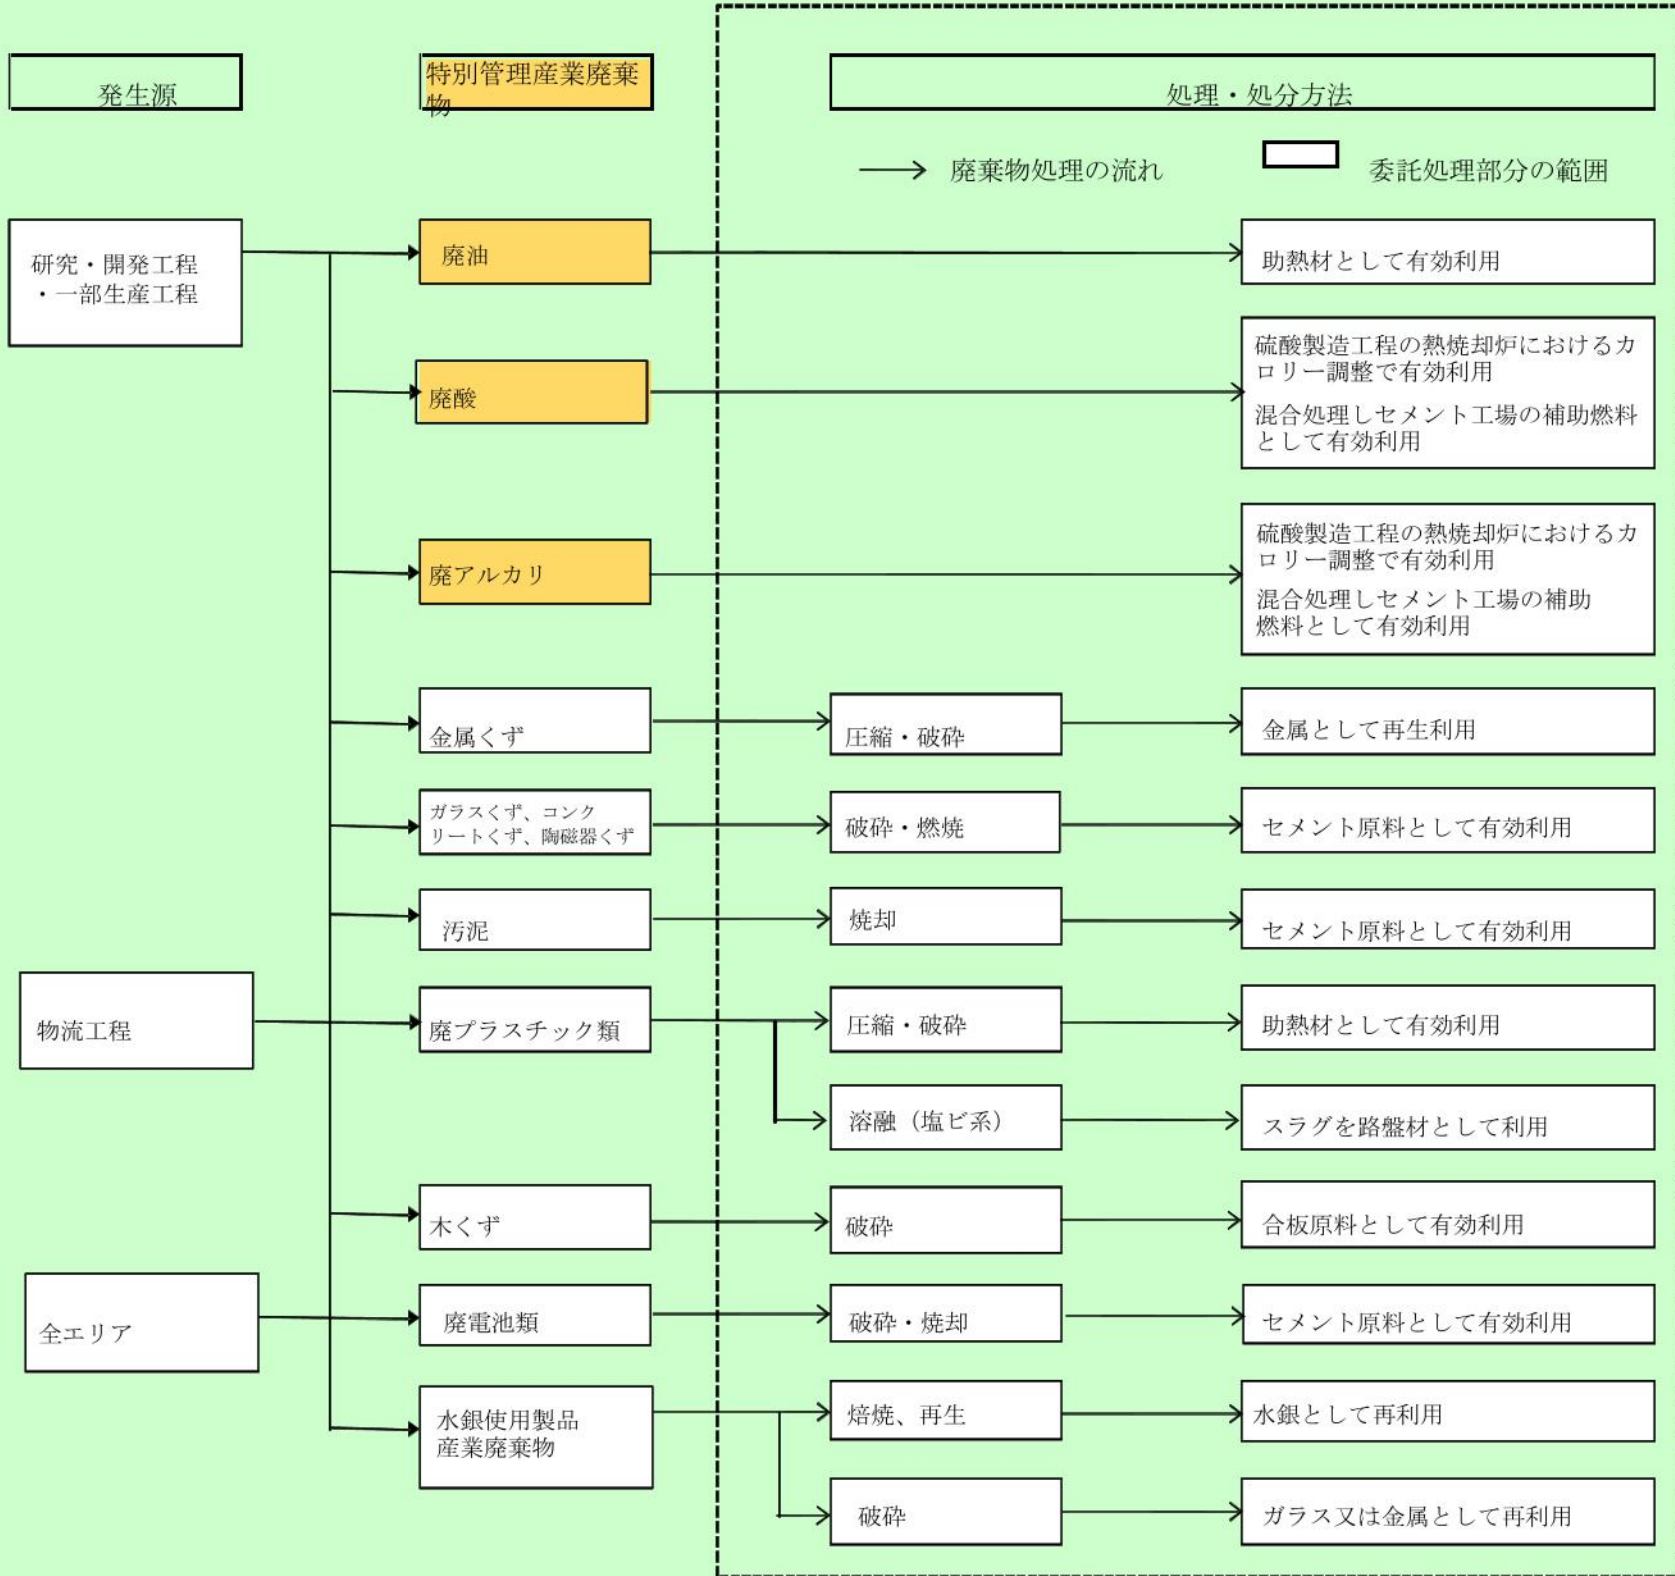 発生源
特別管理産業廃棄
物
処理・処分方法
廃棄物処理の流れ
委託処理部分の範囲
研究・開発工程
・一部生産工程
廃油
助熱材として有効利用
廃酸
硫酸製造工程の熱焼却炉におけるカ
ロリー調整で有効利用
混合処理しセメント工場の補助燃料
として有効利用
廃アルカリ
硫酸製造工程の熱焼却炉におけるカ
ロリー調整で有効利用
混合処理しセメント工場の補助
燃料として有効利用
金属くず
圧縮・破砕
金属として再生利用
ガラスくず、コンク
リートくず、陶磁器くず
破砕・燃焼
セメント原料として有効利用
汚泥
焼却
セメント原料として有効利用
物流工程
廃プラスチック類
圧縮・破砕
助熱材として有効利用
溶融（塩ビ系）
スラグを路盤材として利用
木くず
破砕
合板原料として有効利用
全エリア
廃電池類
破砕・焼却
セメント原料として有効利用
水銀使用製品
産業廃棄物
焙焼、再生
水銀として再利用
破砕
ガラス又は金属として再利用